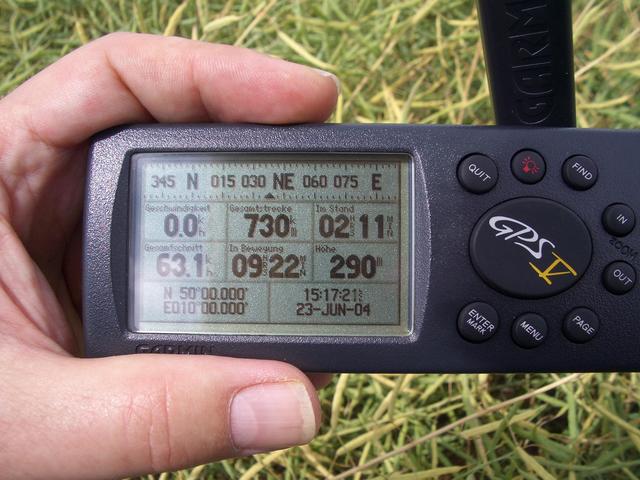 GARMIN
345 N 015 030 NE 060 075 E
Geschwindigkeit Gesamtstrecke Im Stand
0.0 730 02 11
Gesamtschnitt In Bewegung Höhe
63.1 09 22 290m
N 50°00.000' 15:17:21
E010°00.000' 23-JUN-04
GARMIN
QUIT
FIND
IN
ZOOM
OUT
GPS V
ENTER
MARK
MENU
PAGE